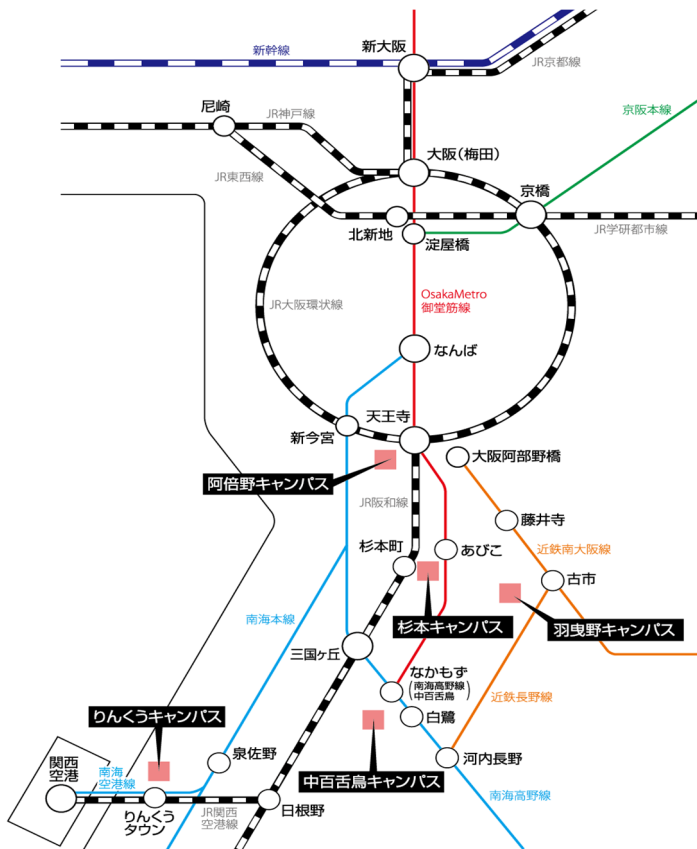 新大阪
新幹線
JR京都線
尼崎
JR神戸線
京阪本線
大阪(梅田)
JR東西線
京橋
北新地
淀屋橋
JR学研都市線
OsakaMetro
御堂筋線
JR大阪環状線
なんば
天王寺
新今宮
大阪阿部野橋
阿倍野キャンパス
JR阪和線
藤井寺
杉本町
あびこ
近鉄南大阪線
古市
南海本線
杉本キャンパス
羽曳野キャンパス
三国ヶ丘
なかもず
(南海高野線
中百舌鳥)
近鉄長野線
りんくうキャンパス
白鷺
泉佐野
河内長野
関西
空港
南海
空港線
中百舌鳥キャンパス
南海高野線
りんくう
タウン
JR関西
空港線
日根野